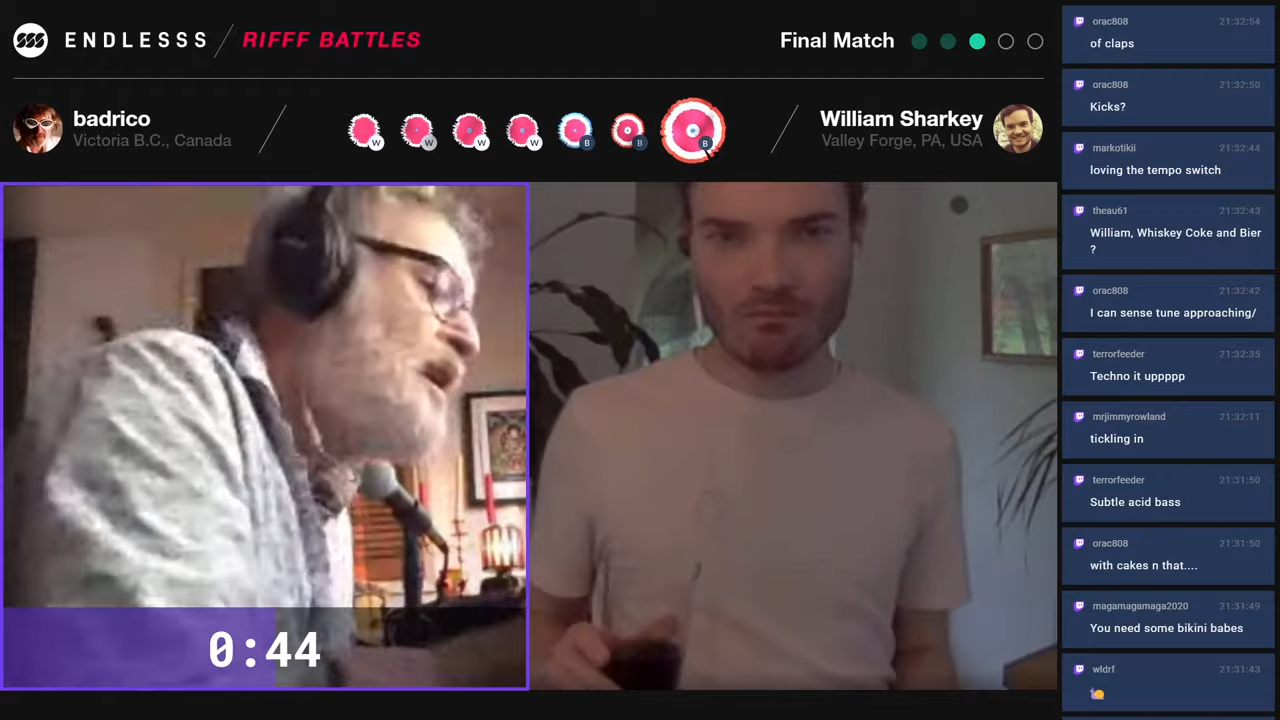 ENDLESSS
RIFFF BATTLES
Final Match
badrico
Victoria B.C., Canada
W
W
W
W
B
B
B
William Sharkey
Valley Forge, PA, USA
0:44
orac808 21:32:54
of claps
orac808 21:32:50
Kicks?
markotikii 21:32:44
loving the tempo switch
theau61 21:32:43
William, Whiskey Coke and Bier
?
orac808 21:32:42
I can sense tune approaching/
terrorfeeder 21:32:35
Techno it uppppp
mrjimmyrowland 21:32:11
tickling in
terrorfeeder 21:31:50
Subtle acid bass
orac808 21:31:50
with cakes n that....
magamagamaga2020 21:31:49
You need some bikini babes
wldrf 21:31:43
🐌